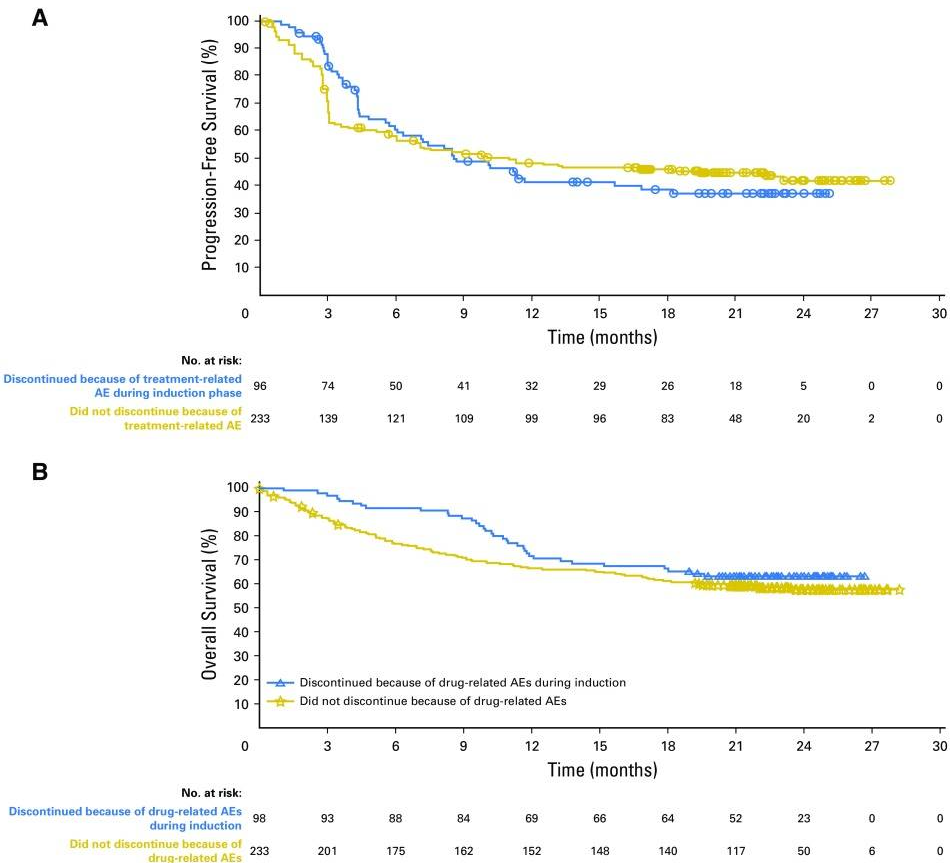 A
100
90
80
70
60
50
40
30
20
10
Progression-Free Survival (%)
0 3 6 9 12 15 18 21 24 27 30
Time (months)
No. at risk:
Discontinued because of treatment-related
AE during induction phase
96 74 50 41 32 29 26 18 5 0 0
Did not discontinue because of
treatment-related AE
233 139 121 109 99 96 83 48 20 2 0
B
100
90
80
70
60
50
40
30
20
10
Overall Survival (%)
Discontinued because of drug-related AEs during induction
Did not discontinue because of drug-related AEs
0 3 6 9 12 15 18 21 24 27 30
Time (months)
No. at risk:
Discontinued because of drug-related AEs
during induction
98 93 88 84 69 66 64 52 23 0 0
Did not discontinue because of
drug-related AEs
233 201 175 162 152 148 140 117 50 6 0